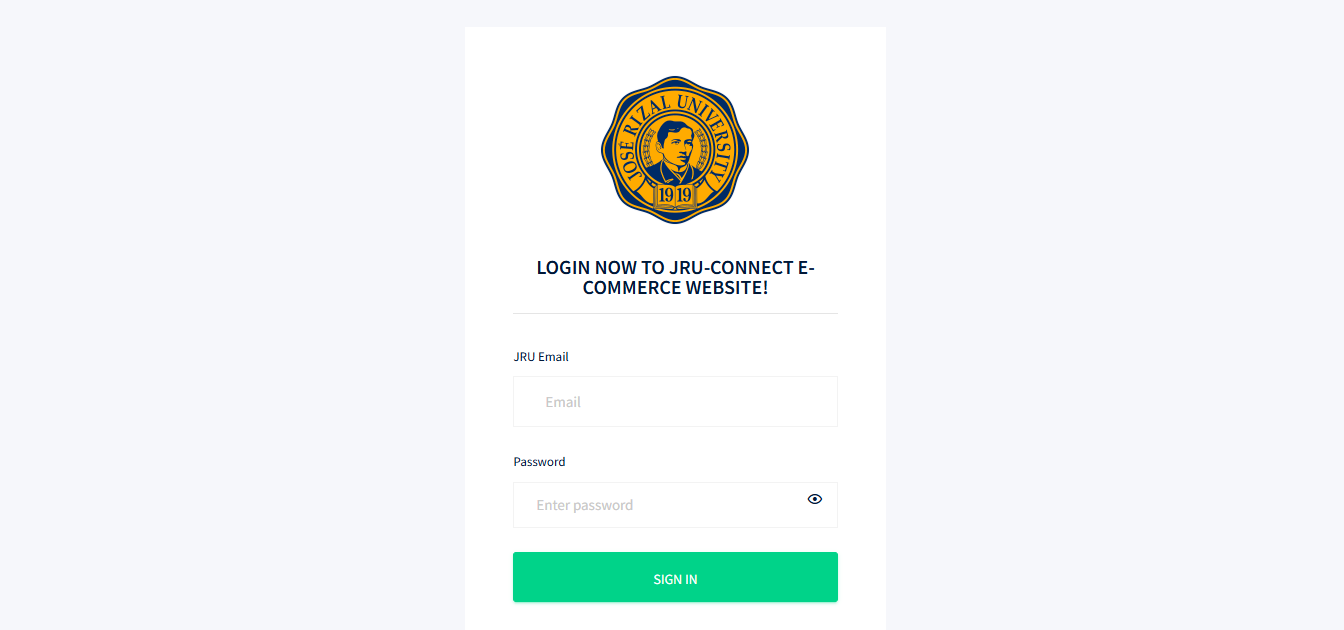 JOSE RIZAL UNIVERSITY
1919
LOGIN NOW TO JRU-CONNECT E-
COMMERCE WEBSITE!
JRU Email
Email
Password
Enter password
SIGN IN